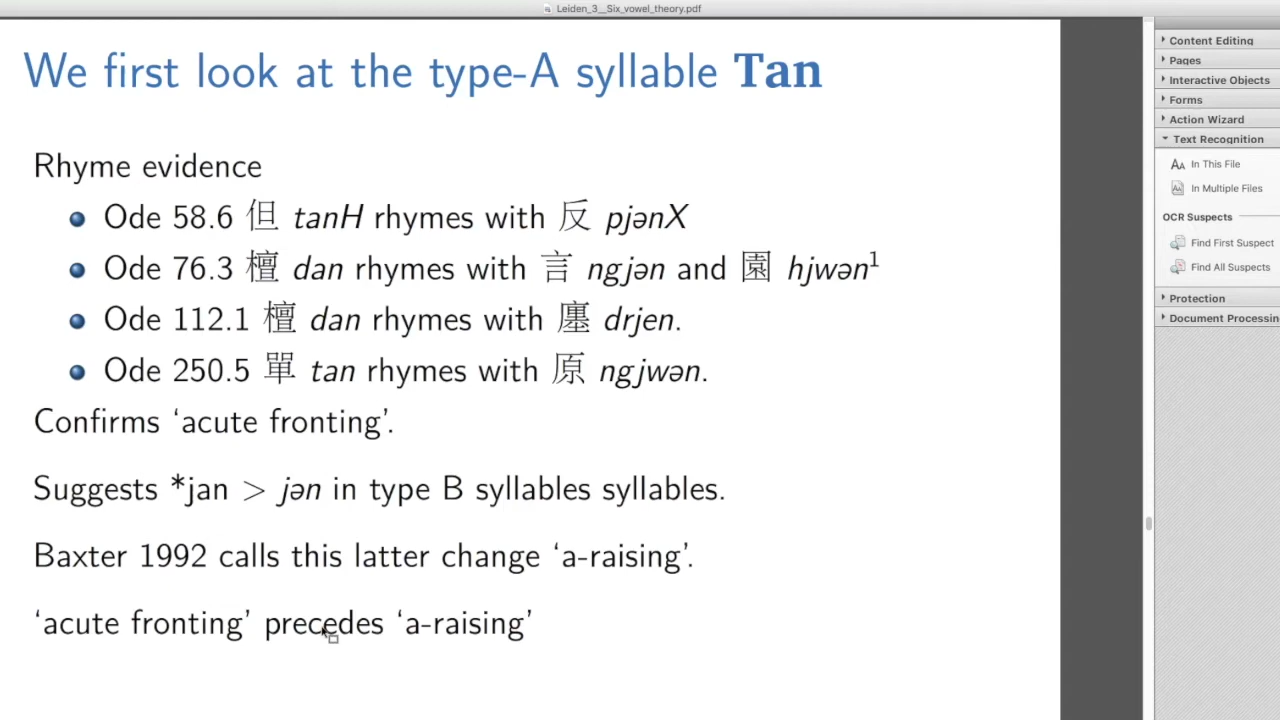 Leiden_3__Six_vowel_theory.pdf
We first look at the type-A syllable Tan
Rhyme evidence
Ode 58.6 但 tanH rhymes with 反 pjənX
Ode 76.3 檀 dan rhymes with 言 ngjən and 園 hjwən1
Ode 112.1 檀 dan rhymes with 廛 drjen.
Ode 250.5 單 tan rhymes with 原 ngjwən.
Confirms ‘acute fronting’.
Suggests *jan > jən in type B syllables syllables.
Baxter 1992 calls this latter change ‘a-raising’.
‘acute fronting’ precedes ‘a-raising’
Content Editing
Pages
Interactive Objects
Forms
Action Wizard
Text Recognition
In This File
In Multiple Files
OCR Suspects
Find First Suspect
Find All Suspects
Protection
Document Processin